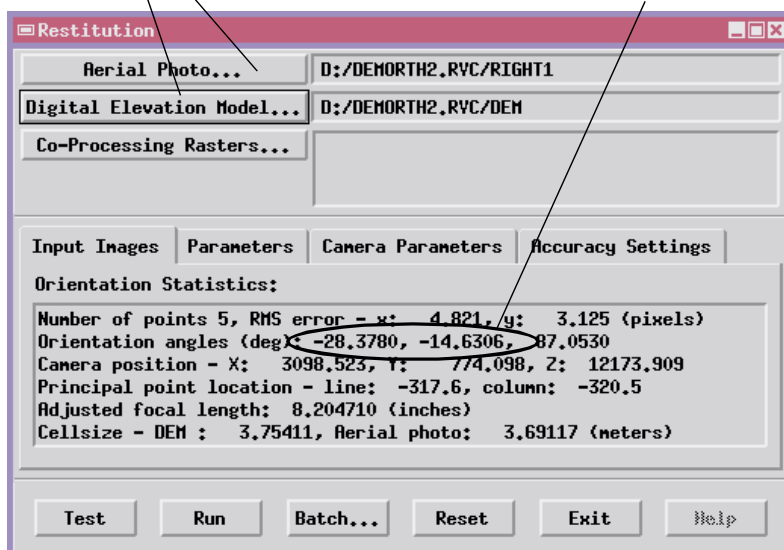 Restitution
Aerial Photo... D:/DEMORTH2.RVC/RIGHT1
Digital Elevation Model... D:/DEMORTH2.RVC/DEM
Co-Processing Rasters...
Input Images Parameters Camera Parameters Accuracy Settings
Orientation Statistics:
Number of points 5, RMS error - x: 4.821, y: 3.125 (pixels)
Orientation angles (deg): -28.3780, -14.6306, 87.0530
Camera position - X: 3098.523, Y: 774.098, Z: 12173.909
Principal point location - line: -317.6, column: -320.5
Adjusted focal length: 8.204710 (inches)
Cellsize - DEM : 3.75411, Aerial photo: 3.69117 (meters)
Test Run Batch... Reset Exit Help